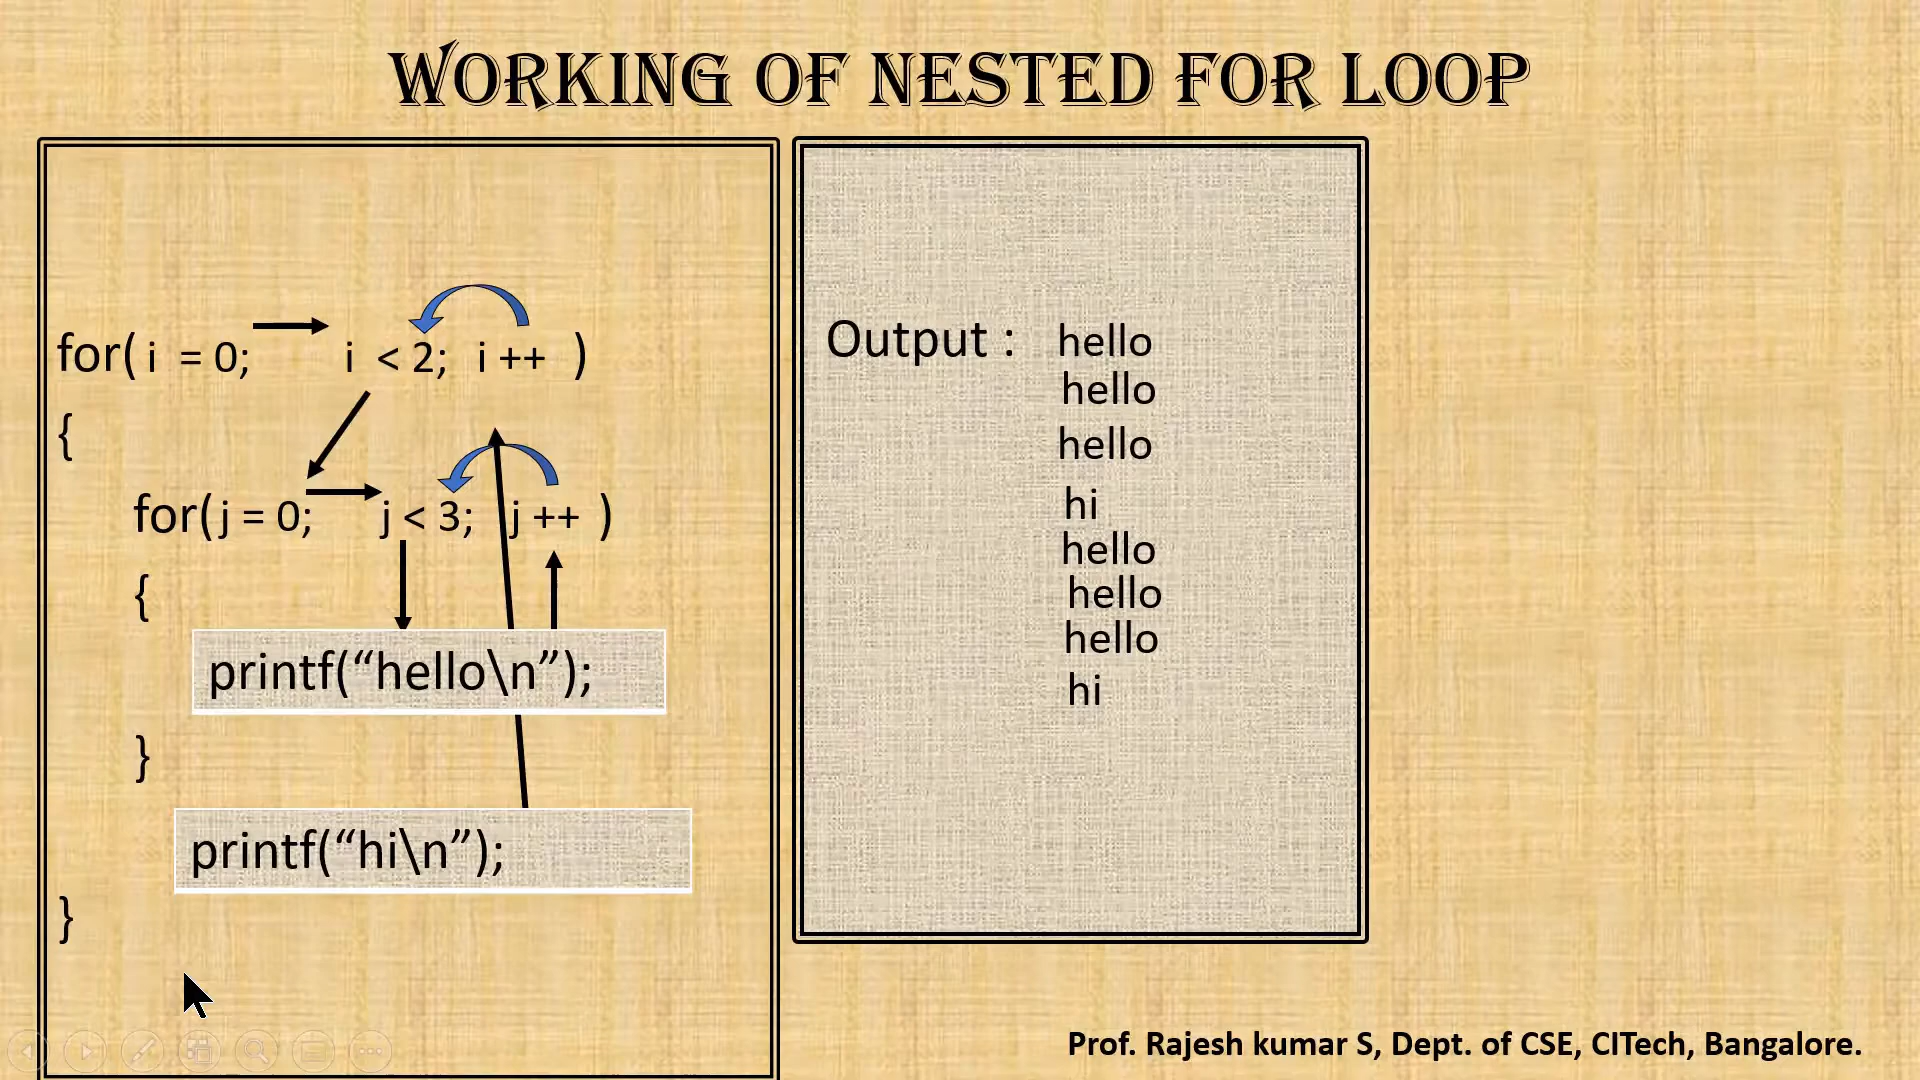 WORKING OF NESTED FOR LOOP
for( i = 0; i < 2; i ++ )
{
for( j = 0; j < 3; j ++ )
{
printf(“hello\n”);
}
printf(“hi\n”);
}
Output : hello
hello
hello
hi
hello
hello
hello
hi
Prof. Rajesh kumar S, Dept. of CSE, CITech, Bangalore.